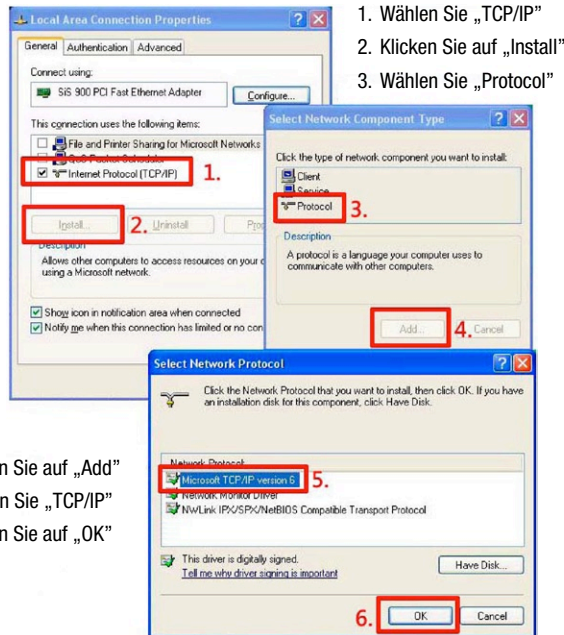 Local Area Connection Properties
General Authentication Advanced
Connect using:
SiS 900 PCI Fast Ethernet Adapter
Configure...
This connection uses the following items:
File and Printer Sharing for Microsoft Networks
QoS Packet Scheduler
Internet Protocol (TCP/IP)
1.
Install...
2.
Uninstall
Description
Allows other computers to access resources on your
using a Microsoft network.
Show icon in notification area when connected
Notify me when this connection has limited or no
1. Wählen Sie „TCP/IP"
2. Klicken Sie auf „Install"
3. Wählen Sie „Protocol"
Select Network Component Type
Click the type of network component you want to install:
Client
Service
Protocol
3.
Description
A protocol is a language your computer uses to
communicate with other computers.
Add...
4.
Cancel
Select Network Protocol
Click the Network Protocol that you want to install, then click OK. If you have
an installation disk for this component, click Have Disk.
Network Protocol:
Microsoft TCP/IP version 6
5.
Network Monitor Driver
NWLink IPX/SPX/NetBIOS Compatible Transport Protocol
This driver is digitally signed.
Tell me why driver signing is important
Have Disk...
6.
OK
Cancel
Sie auf „Add"
Sie „TCP/IP"
Sie auf „OK"